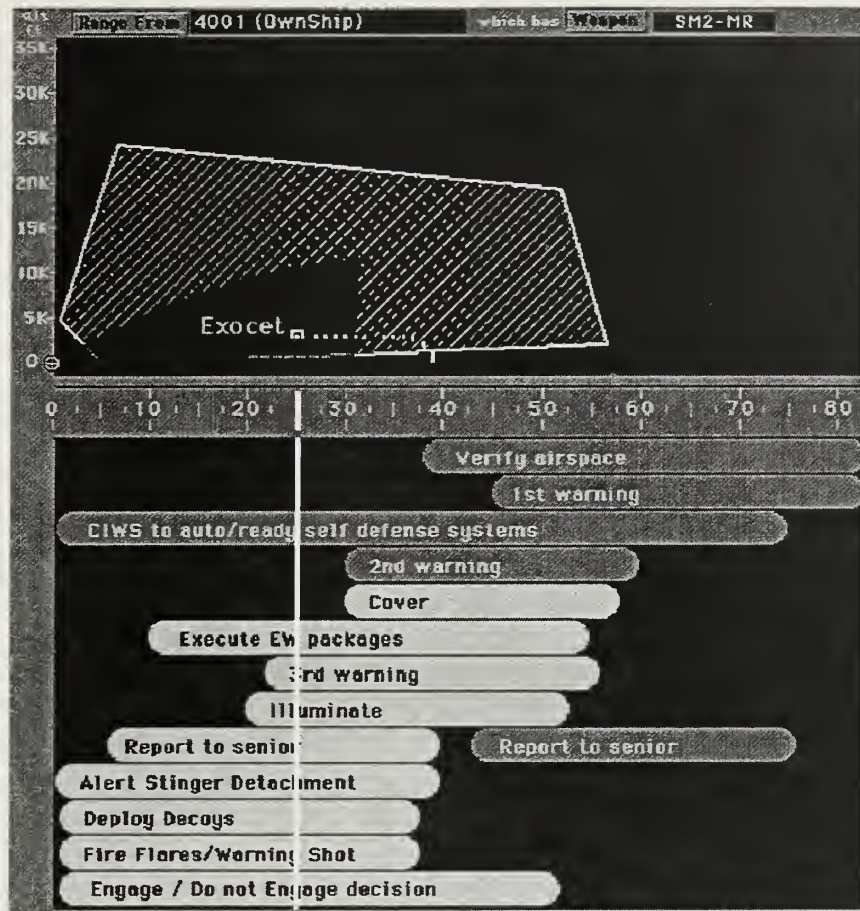 alt Range From 4001 (OwnShip) which has Weapon SM2-MR
ft
35K
30K
25K
20K
15K
10K
5K
Exocet
0
0 10 20 30 40 50 60 70 80
Verify airspace
1st warning
CIWS to auto/ready self defense systems
2nd warning
Cover
Execute EW packages
3rd warning
Illuminate
Report to senior Report to senior
Alert Stinger Detachment
Deploy Decoys
Fire Flares/Warning Shot
Engage / Do not Engage decision